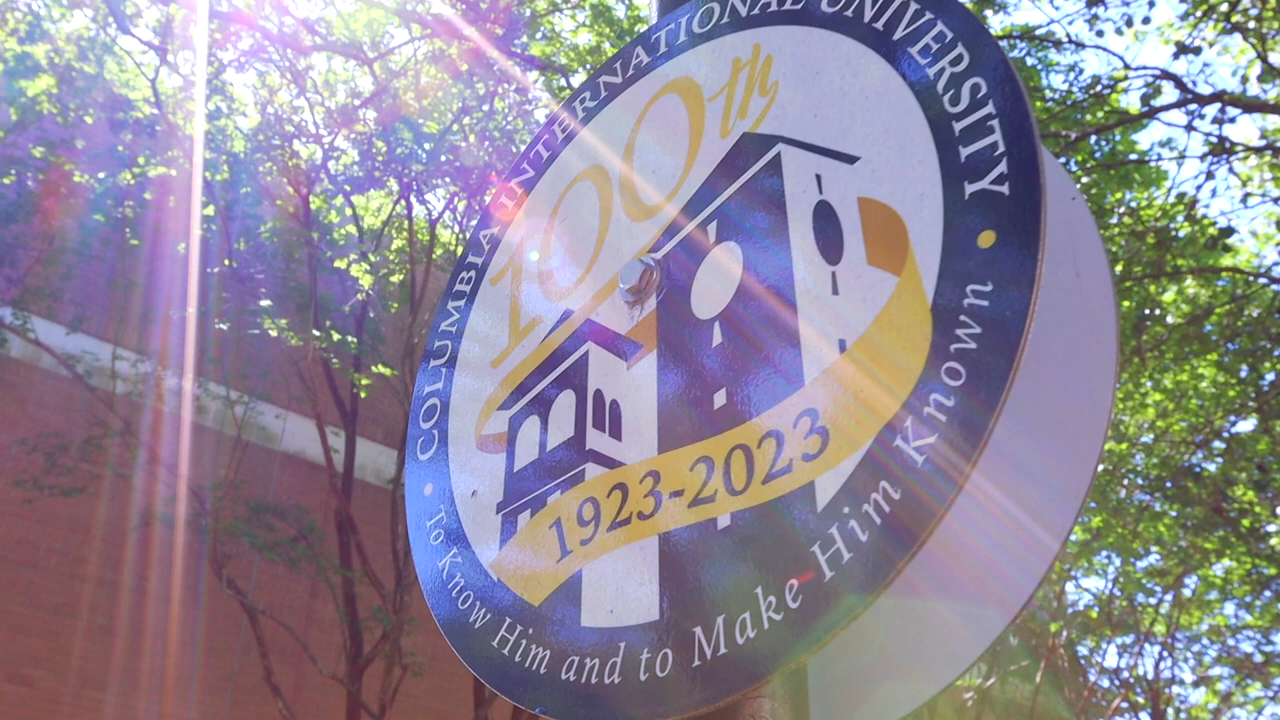 COLUMBIA INTERNATIONAL UNIVERSITY
100th
1923-2023
To Know Him and to Make Him Known